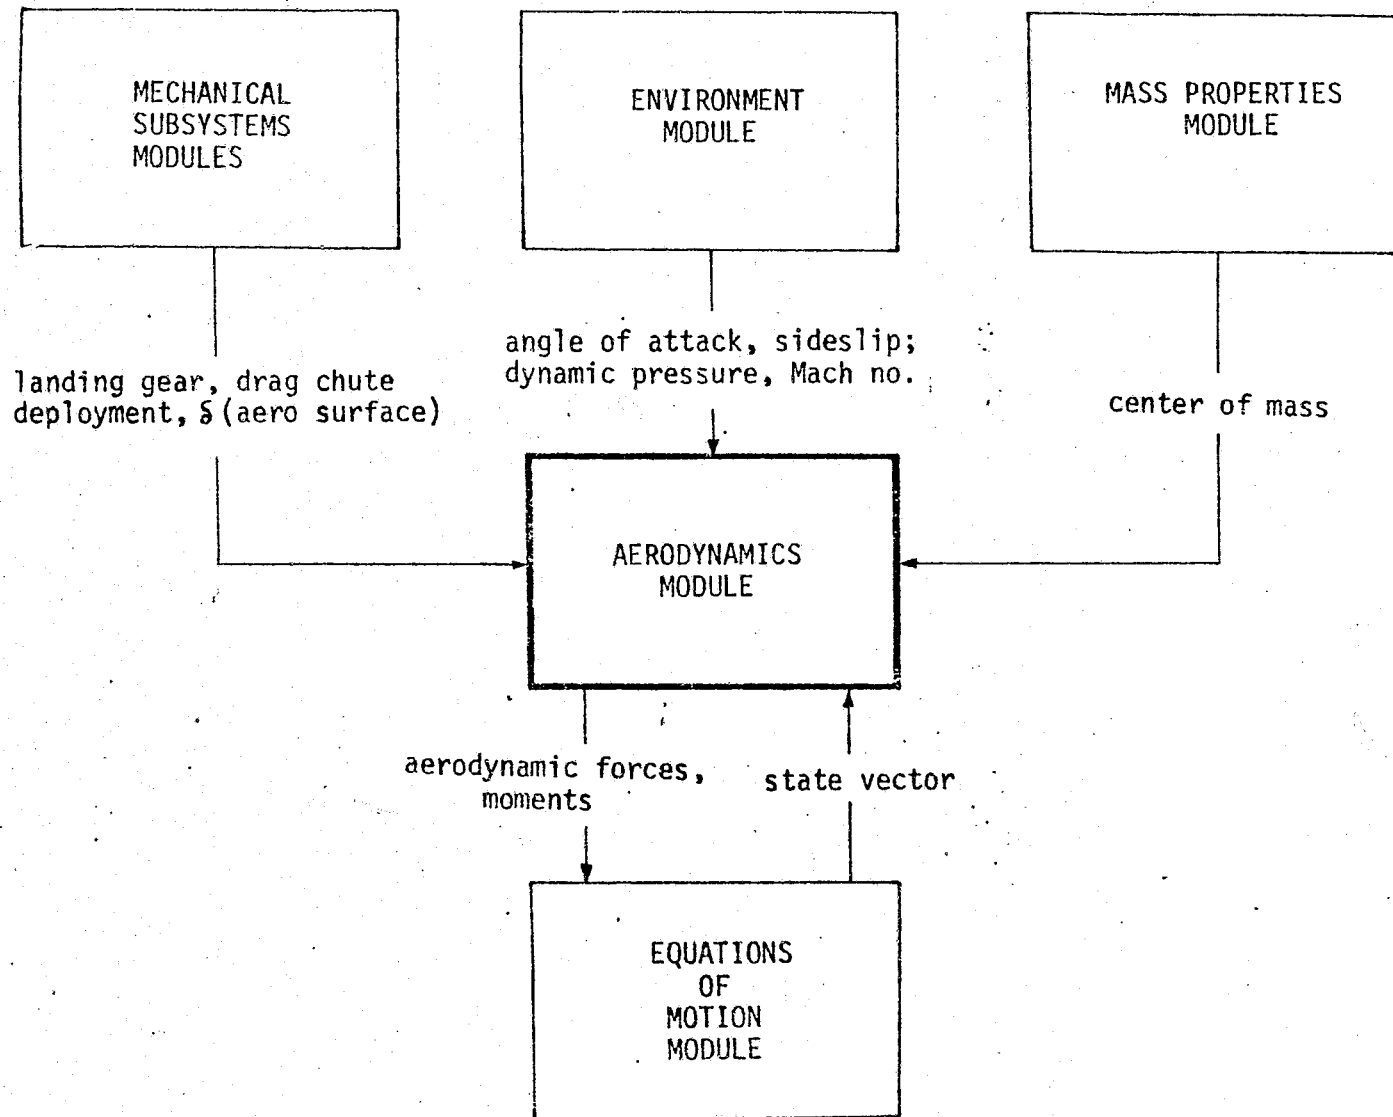 MECHANICAL
SUBSYSTEMS
MODULES
ENVIRONMENT
MODULE
MASS PROPERTIES
MODULE
landing gear, drag chute
deployment, δ (aero surface)
angle of attack, sideslip;
dynamic pressure, Mach no.
center of mass
AERODYNAMICS
MODULE
aerodynamic forces,
moments
state vector
EQUATIONS
OF
MOTION
MODULE